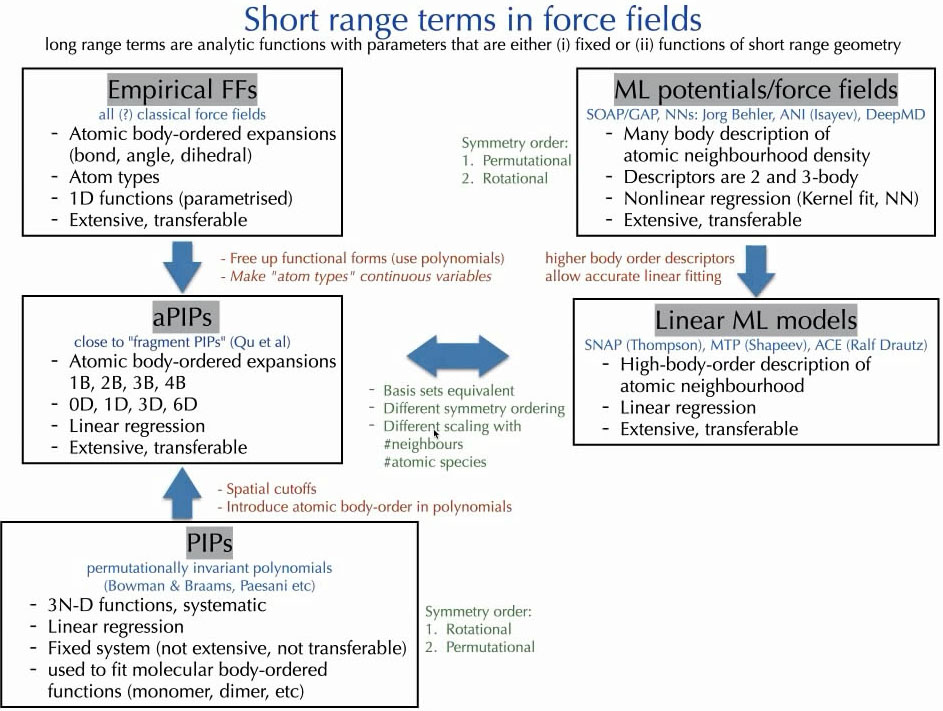 Short range terms in force fields
long range terms are analytic functions with parameters that are either (i) fixed or (ii) functions of short range geometry
Empirical FFs
all (?) classical force fields
- Atomic body-ordered expansions
(bond, angle, dihedral)
- Atom types
- 1D functions (parametrised)
- Extensive, transferable
Symmetry order:
1. Permutational
2. Rotational
ML potentials/force fields
SOAP/GAP, NNs: Jorg Behler, ANI (Isayev), DeepMD
- Many body description of
atomic neighbourhood density
- Descriptors are 2 and 3-body
- Nonlinear regression (Kernel fit, NN)
- Extensive, transferable
- Free up functional forms (use polynomials)
- Make "atom types" continuous variables
higher body order descriptors
allow accurate linear fitting
aPIPs
close to "fragment PIPs" (Qu et al)
- Atomic body-ordered expansions
1B, 2B, 3B, 4B
- 0D, 1D, 3D, 6D
- Linear regression
- Extensive, transferable
- Basis sets equivalent
- Different symmetry ordering
- Different scaling with
#neighbours
#atomic species
Linear ML models
SNAP (Thompson), MTP (Shapeev), ACE (Ralf Drautz)
- High-body-order description of
atomic neighbourhood
- Linear regression
- Extensive, transferable
- Spatial cutoffs
- Introduce atomic body-order in polynomials
PIPs
permutationally invariant polynomials
(Bowman & Braams, Paesani etc)
- 3N-D functions, systematic
- Linear regression
- Fixed system (not extensive, not transferable)
- used to fit molecular body-ordered
functions (monomer, dimer, etc)
Symmetry order:
1. Rotational
2. Permutational